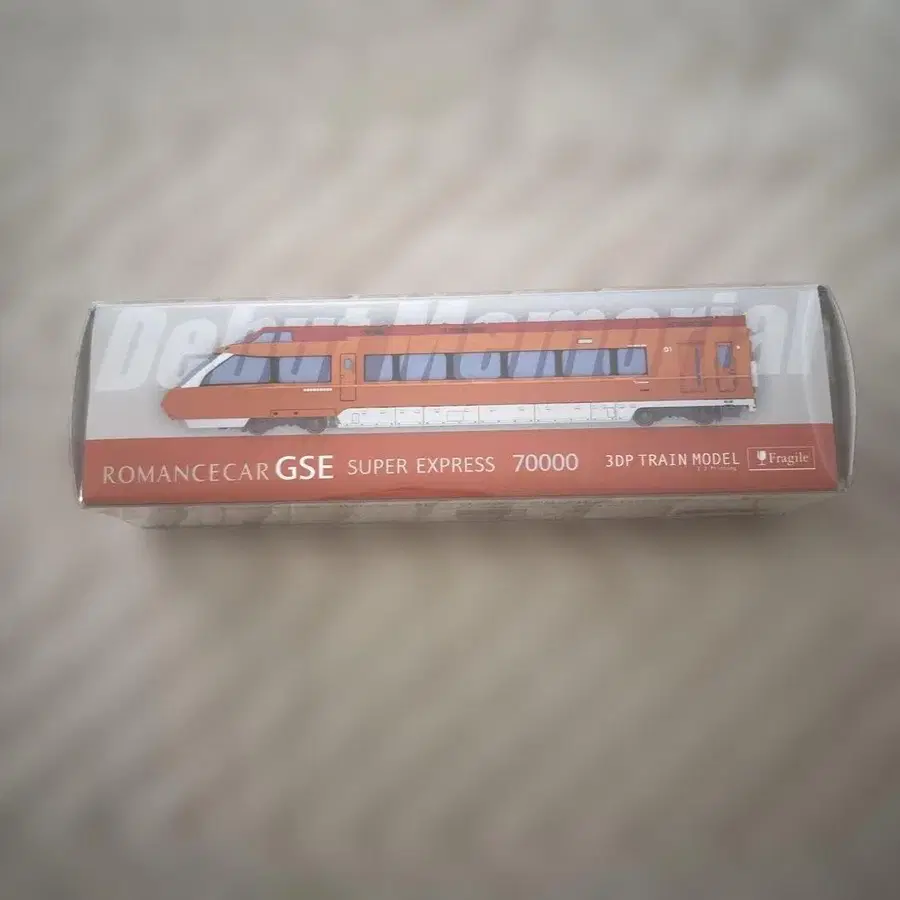 Debut Memorial
ROMANCECAR GSE SUPER EXPRESS 70000 3DP TRAIN MODEL Fragile